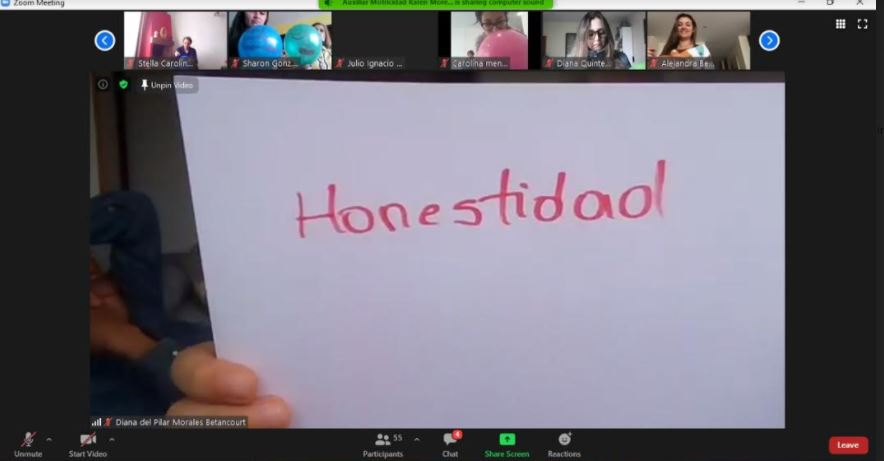 Zoom Meeting
Auxiliar Motricidad Karen More... is sharing computer sound
Stella Carolin...
Sharon Gonz...
Julio Ignacio ...
Carolina men...
Diana Quinte...
Alejandra Be...
Unpin Video
Honestidad
Diana del Pilar Morales Betancourt
Unmute
Start Video
55
Participants
4
Chat
Share Screen
Reactions
Leave